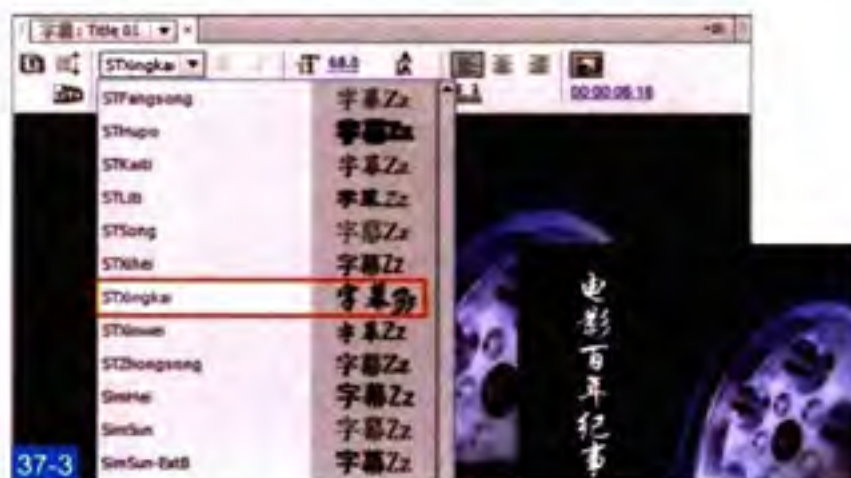 字幕: Title 01
STXingkai T 68.0
00:00:05:18
STFangsong 字幕Zz
STHupo 字幕Zz
STKaiti 字幕Zz
STLiti 字幕Zz
STSong 字幕Zz
STXihei 字幕Zz
STXingkai 字幕Zz
STXinwei 字幕Zz
STZhongsong 字幕Zz
SimHei 字幕Zz
SimSun 字幕Zz
SimSun-ExtB 字幕Zz
电影百年纪事
37-3